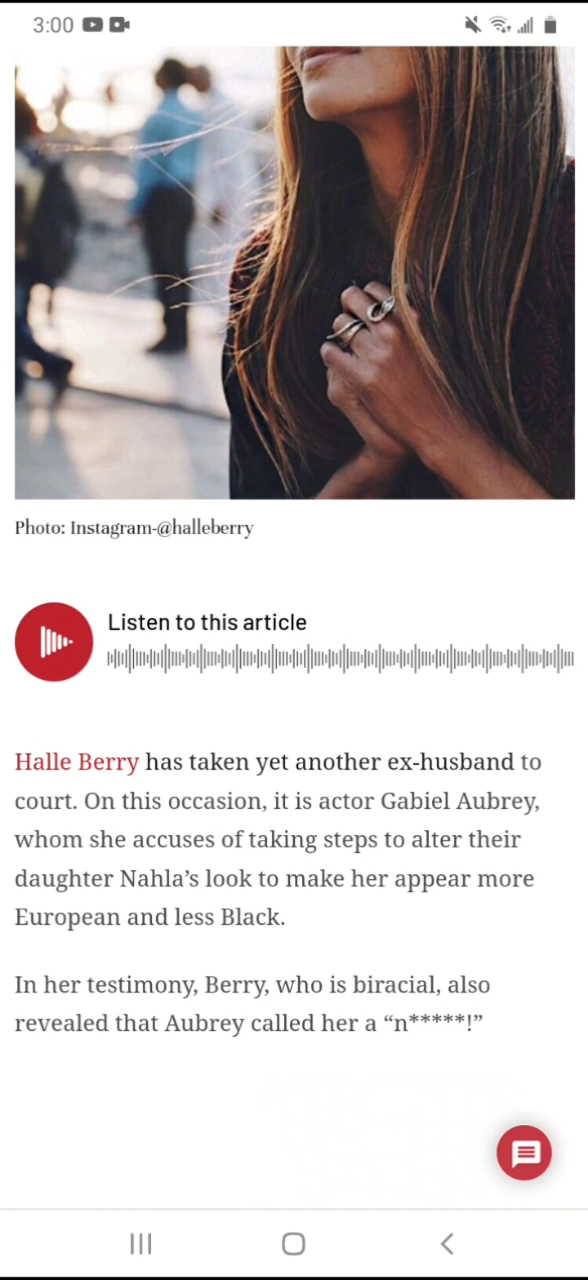 3:00
Photo: Instagram-@halleberry
Listen to this article
Halle Berry has taken yet another ex-husband to
court. On this occasion, it is actor Gabiel Aubrey,
whom she accuses of taking steps to alter their
daughter Nahla’s look to make her appear more
European and less Black.
In her testimony, Berry, who is biracial, also
revealed that Aubrey called her a “n*****!”